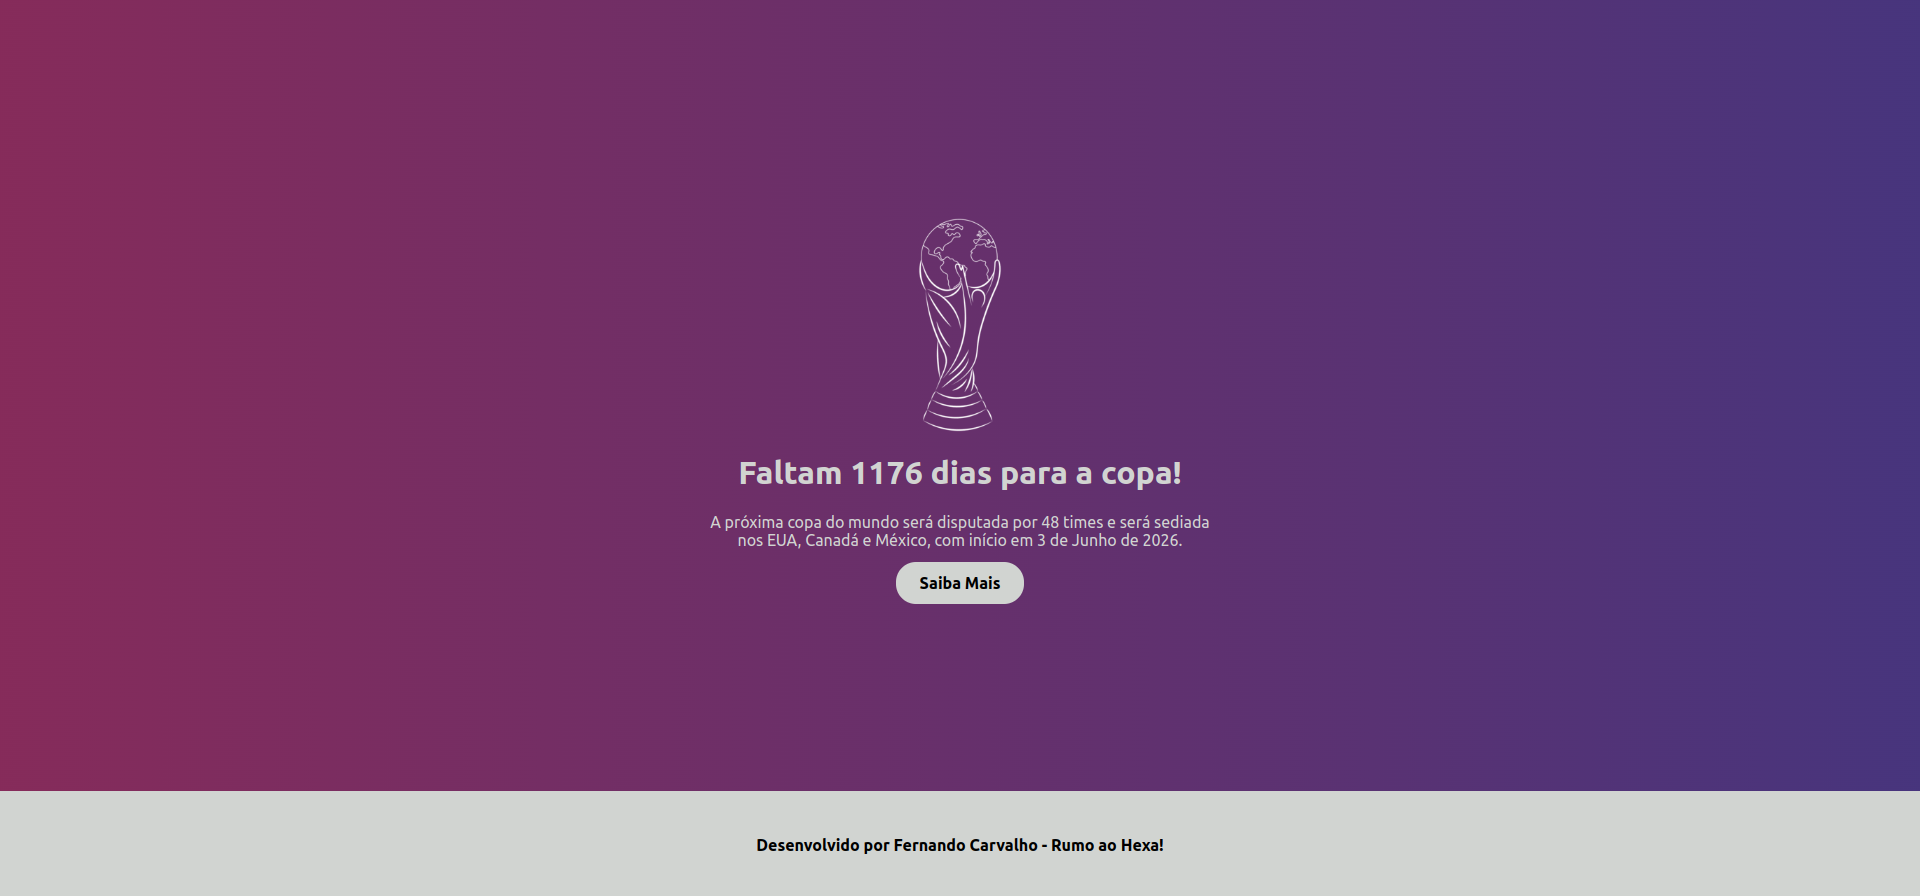 Faltam 1176 dias para a copa!
A próxima copa do mundo será disputada por 48 times e será sediada
nos EUA, Canadá e México, com início em 3 de Junho de 2026.
Saiba Mais
Desenvolvido por Fernando Carvalho - Rumo ao Hexa!